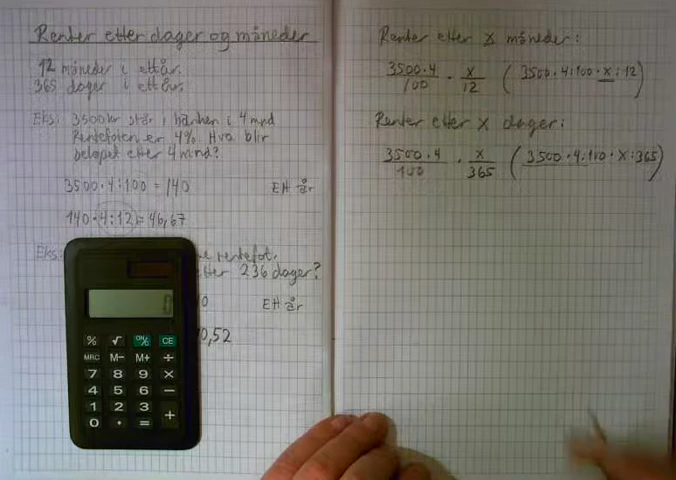 Renter etter dager og måneder
12 måneder i ett år.
365 dager i ett år.
Eks: 3500kr står i banken i 4 mnd
Rentefoten er 4%. Hva blir
beløpet etter 4 mnd?
3500·4:100 = 140 Ett år
140·4:12 = 46,67
Eks: rentefot.
etter 236 dager?
0 Ett år
0,52
0
% √ ON/C CE
MRC M− M+ ÷
7 8 9 ×
4 5 6 −
1 2 3 +
0 · =
Renter etter x måneder:
3500·4/100 · x/12 (3500·4:100·x:12)
Renter etter x dager:
3500·4/100 · x/365 (3500·4:100·x:365)